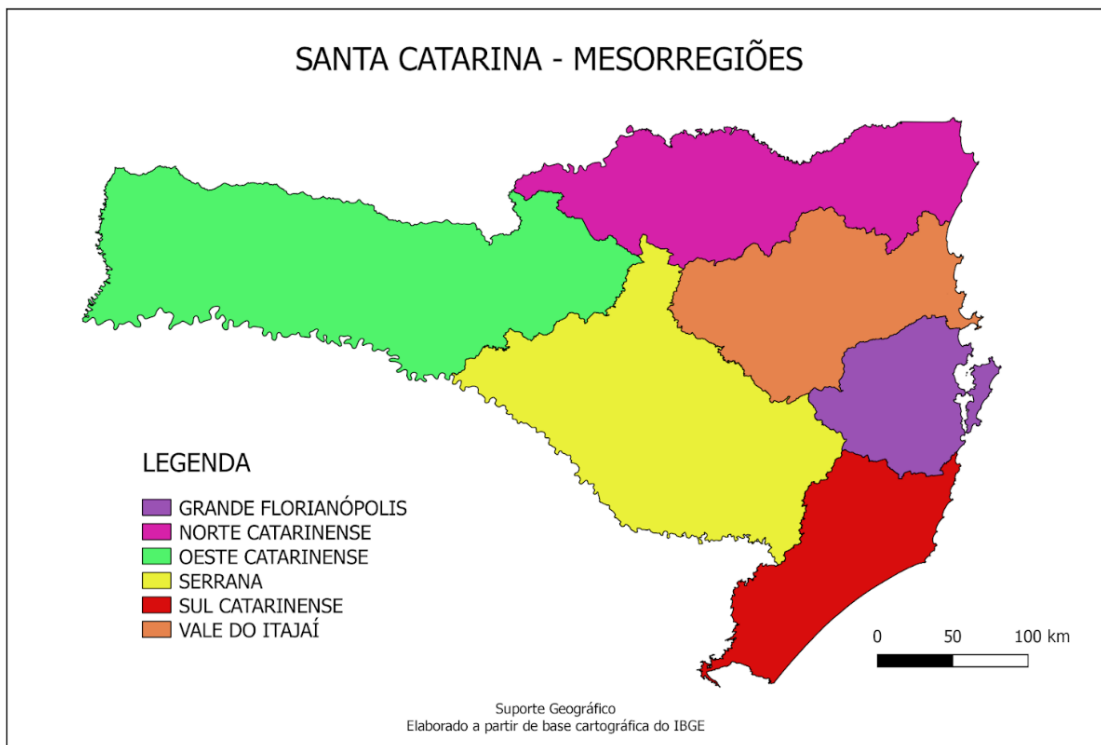 SANTA CATARINA - MESORREGIÕES
LEGENDA
GRANDE FLORIANÓPOLIS
NORTE CATARINENSE
OESTE CATARINENSE
SERRANA
SUL CATARINENSE
VALE DO ITAJAÍ
0 50 100 km
Suporte Geográfico
Elaborado a partir de base cartográfica do IBGE